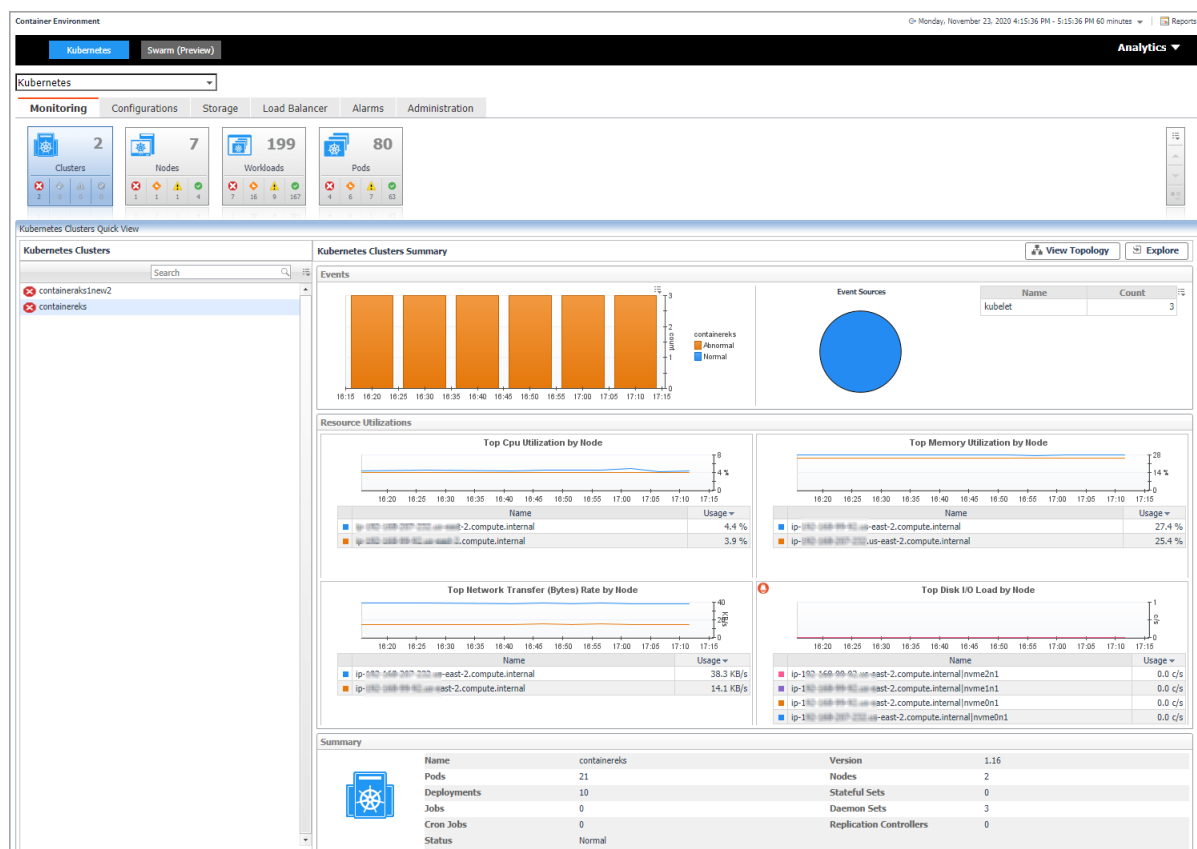 Container Environment
Monday, November 23, 2020 4:15:36 PM - 5:15:36 PM 60 minutes
Reports
Kubernetes
Swarm (Preview)
Analytics
Kubernetes
Monitoring Configurations Storage Load Balancer Alarms Administration
2 7 199 80
Clusters Nodes Workloads Pods
2 0 0 0 1 1 1 4 7 16 9 167 4 6 7 63
Kubernetes Clusters Quick View
Kubernetes Clusters
Search
containeraks1new2
containereks
Kubernetes Clusters Summary
View Topology
Explore
Events
3
2
1
0
count
16:15 16:20 16:25 16:30 16:35 16:40 16:45 16:50 16:55 17:00 17:05 17:10 17:15
containereks
Abnormal
Normal
Event Sources
Name Count
kubelet 3
Resource Utilizations
Top Cpu Utilization by Node
8
4 %
0
16:20 16:25 16:30 16:35 16:40 16:45 16:50 16:55 17:00 17:05 17:10 17:15
Name Usage
east-2.compute.internal 4.4 %
.compute.internal 3.9 %
Top Memory Utilization by Node
28
14 %
0
16:20 16:25 16:30 16:35 16:40 16:45 16:50 16:55 17:00 17:05 17:10 17:15
Name Usage
ip- -east-2.compute.internal 27.4 %
ip- .us-east-2.compute.internal 25.4 %
Top Network Transfer (Bytes) Rate by Node
40
20
0
KB/s
16:20 16:25 16:30 16:35 16:40 16:45 16:50 16:55 17:00 17:05 17:10 17:15
Name Usage
ip- -east-2.compute.internal 38.3 KB/s
ip- east-2.compute.internal 14.1 KB/s
Top Disk I/O Load by Node
1
c/s
0
16:20 16:25 16:30 16:35 16:40 16:45 16:50 16:55 17:00 17:05 17:10 17:15
Name Usage
ip-1 east-2.compute.internal|nvme2n1 0.0 c/s
ip-1 east-2.compute.internal|nvme1n1 0.0 c/s
ip-1 east-2.compute.internal|nvme0n1 0.0 c/s
ip-1 -east-2.compute.internal|nvme0n1 0.0 c/s
Summary
Name containereks Version 1.16
Pods 21 Nodes 2
Deployments 10 Stateful Sets 0
Jobs 0 Daemon Sets 3
Cron Jobs 0 Replication Controllers 0
Status Normal